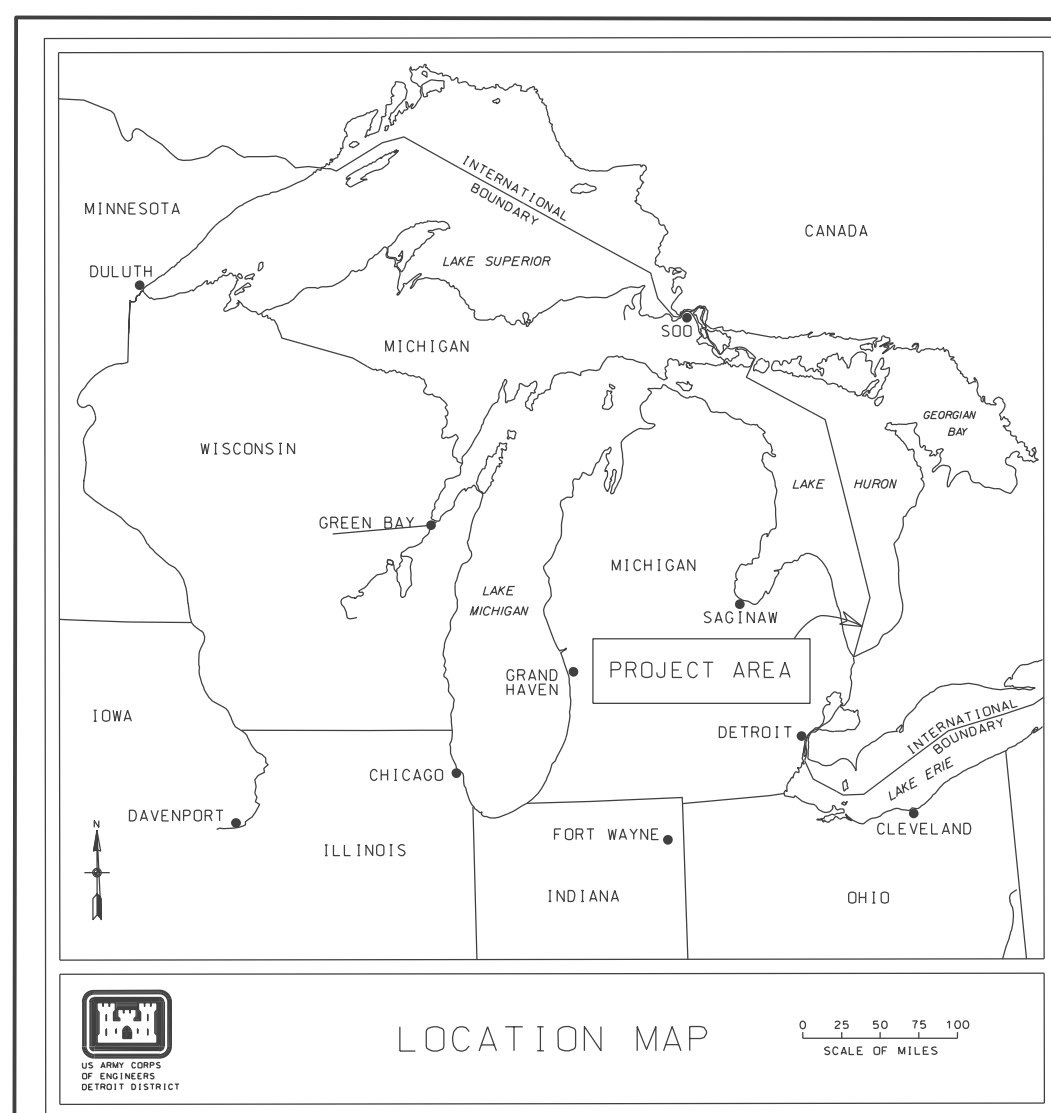 INTERNATIONAL
BOUNDARY
MINNESOTA
CANADA
DULUTH
LAKE SUPERIOR
SOO
MICHIGAN
GEORGIAN
BAY
WISCONSIN
LAKE HURON
GREEN BAY
MICHIGAN
LAKE
MICHIGAN
SAGINAW
PROJECT AREA
GRAND
HAVEN
IOWA
INTERNATIONAL
BOUNDARY
DETROIT
LAKE ERIE
CHICAGO
DAVENPORT
N
FORT WAYNE
CLEVELAND
ILLINOIS
INDIANA
OHIO
LOCATION MAP
0 25 50 75 100
SCALE OF MILES
US ARMY CORPS
OF ENGINEERS
DETROIT DISTRICT